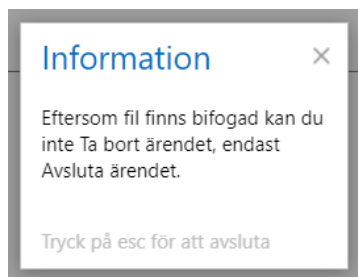 Information
Eftersom fil finns bifogad kan du
inte Ta bort ärendet, endast
Avsluta ärendet.
Tryck på esc för att avsluta